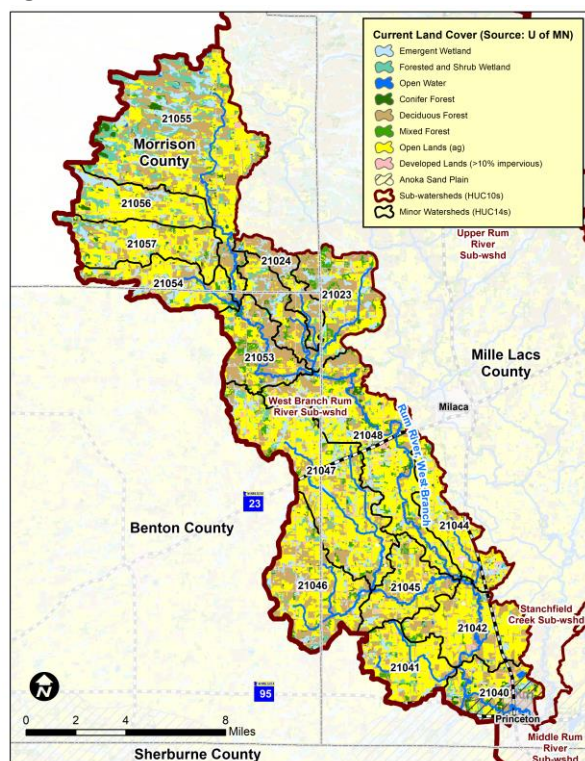 Current Land Cover (Source: U of MN)
Emergent Wetland
Forested and Shrub Wetland
Open Water
Conifer Forest
Deciduous Forest
Mixed Forest
Open Lands (ag)
Developed Lands (>10% impervious)
Anoka Sand Plain
Sub-watersheds (HUC10s)
Minor Watersheds (HUC14s)
21055
Morrison
County
21056
21057
21054
21024
21023
Upper Rum
River
Sub-wshd
21053
Mille Lacs
County
West Branch Rum
River Sub-wshd
Milaca
21048
Rum River, West Branch
21047
23
Benton County
21044
21046
21045
Stanchfield
Creek Sub-wshd
21042
21041
21040
95
N
Princeton
0 2 4 8
Miles
Middle Rum
River
Sub-wshd
Sherburne County